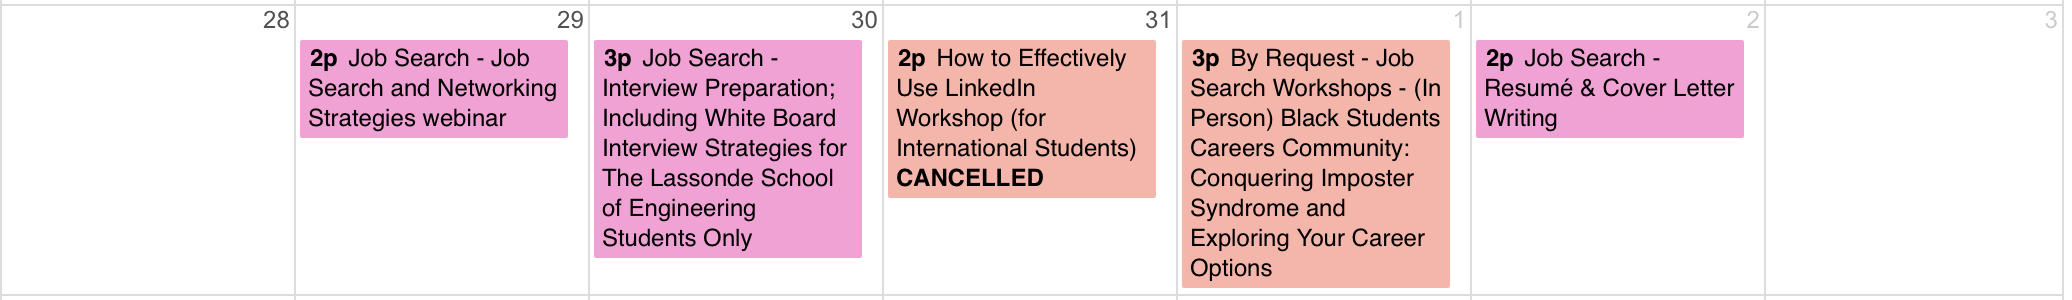 28
29
30
31
1
2
3
2p Job Search - Job
Search and Networking
Strategies webinar
3p Job Search -
Interview Preparation;
Including White Board
Interview Strategies for
The Lassonde School
of Engineering
Students Only
2p How to Effectively
Use LinkedIn
Workshop (for
International Students)
CANCELLED
3p By Request - Job
Search Workshops - (In
Person) Black Students
Careers Community:
Conquering Imposter
Syndrome and
Exploring Your Career
Options
2p Job Search -
Resumé & Cover Letter
Writing